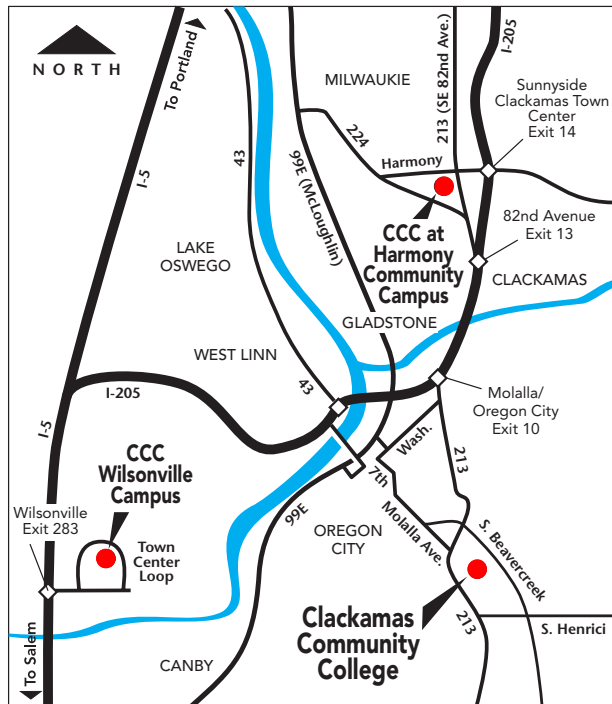 NORTH
To Portland
I-5
43
99E (McLoughlin)
MILWAUKIE
224
Harmony
213 (SE 82nd Ave.)
I-205
Sunnyside
Clackamas Town
Center
Exit 14
CCC at
Harmony
Community
Campus
82nd Avenue
Exit 13
CLACKAMAS
LAKE
OSWEGO
GLADSTONE
WEST LINN
43
I-205
I-5
Molalla/
Oregon City
Exit 10
Wash.
213
7th
CCC
Wilsonville
Campus
Wilsonville
Exit 283
Town
Center
Loop
99E
OREGON
CITY
Molalla Ave.
S. Beavercreek
Clackamas
Community
College
213
S. Henrici
To Salem
CANBY